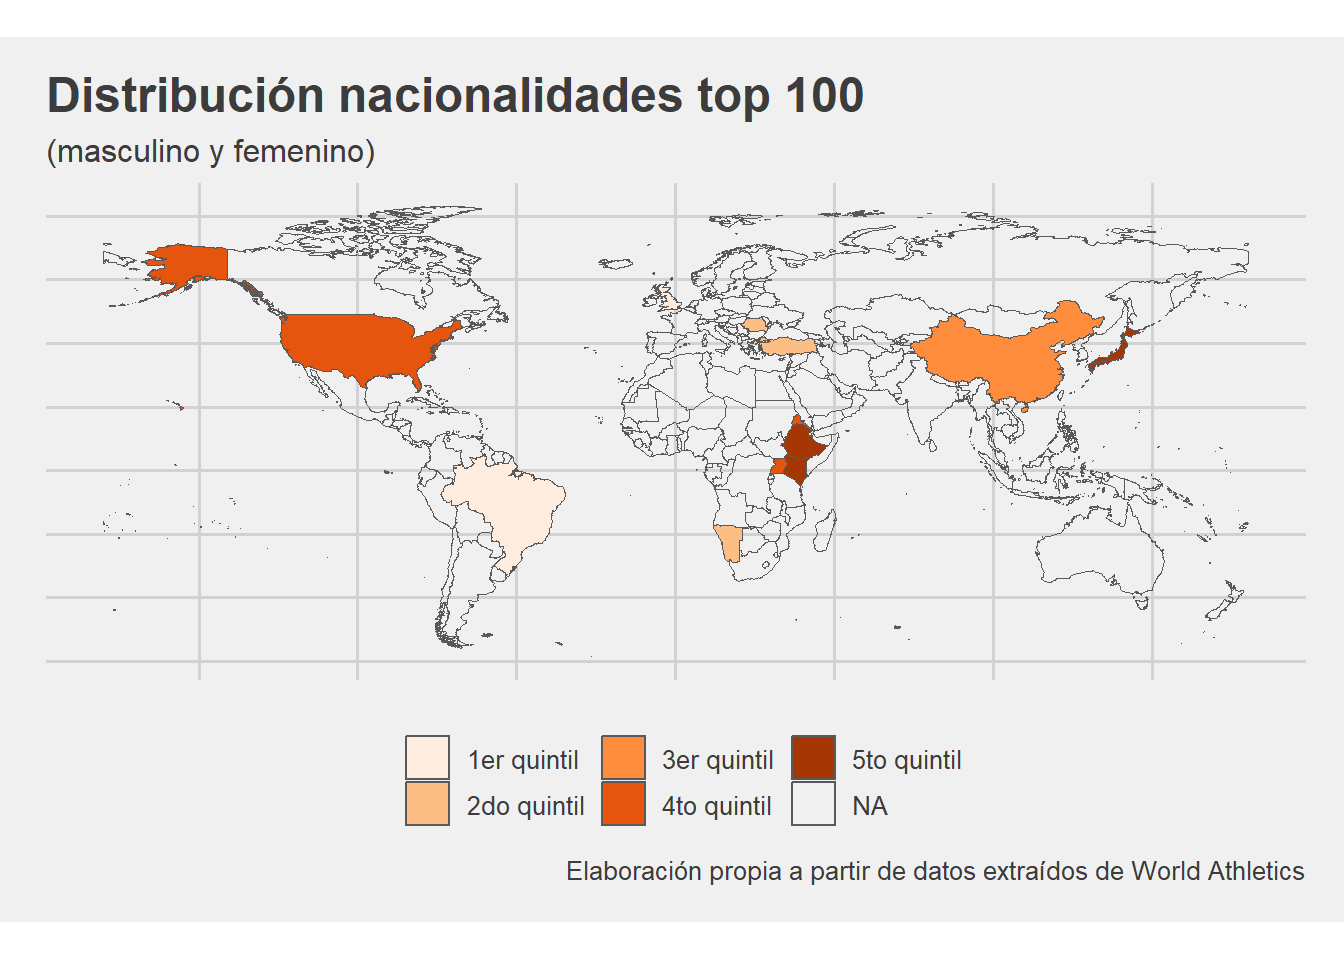 Distribución nacionalidades top 100
(masculino y femenino)
1er quintil
3er quintil
5to quintil
2do quintil
4to quintil
NA
Elaboración propia a partir de datos extraídos de World Athletics